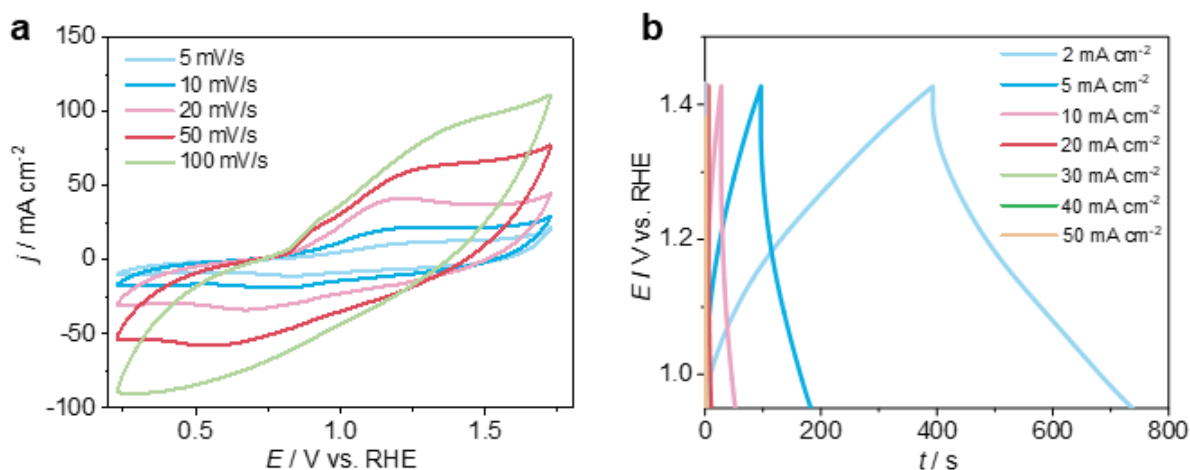 a
150
100
50
0
-50
-100
j / mA cm⁻²
5 mV/s
10 mV/s
20 mV/s
50 mV/s
100 mV/s
0.5
1.0
1.5
E / V vs. RHE
b
1.4
1.2
1.0
E / V vs. RHE
2 mA cm⁻²
5 mA cm⁻²
10 mA cm⁻²
20 mA cm⁻²
30 mA cm⁻²
40 mA cm⁻²
50 mA cm⁻²
0
200
400
600
800
t / s